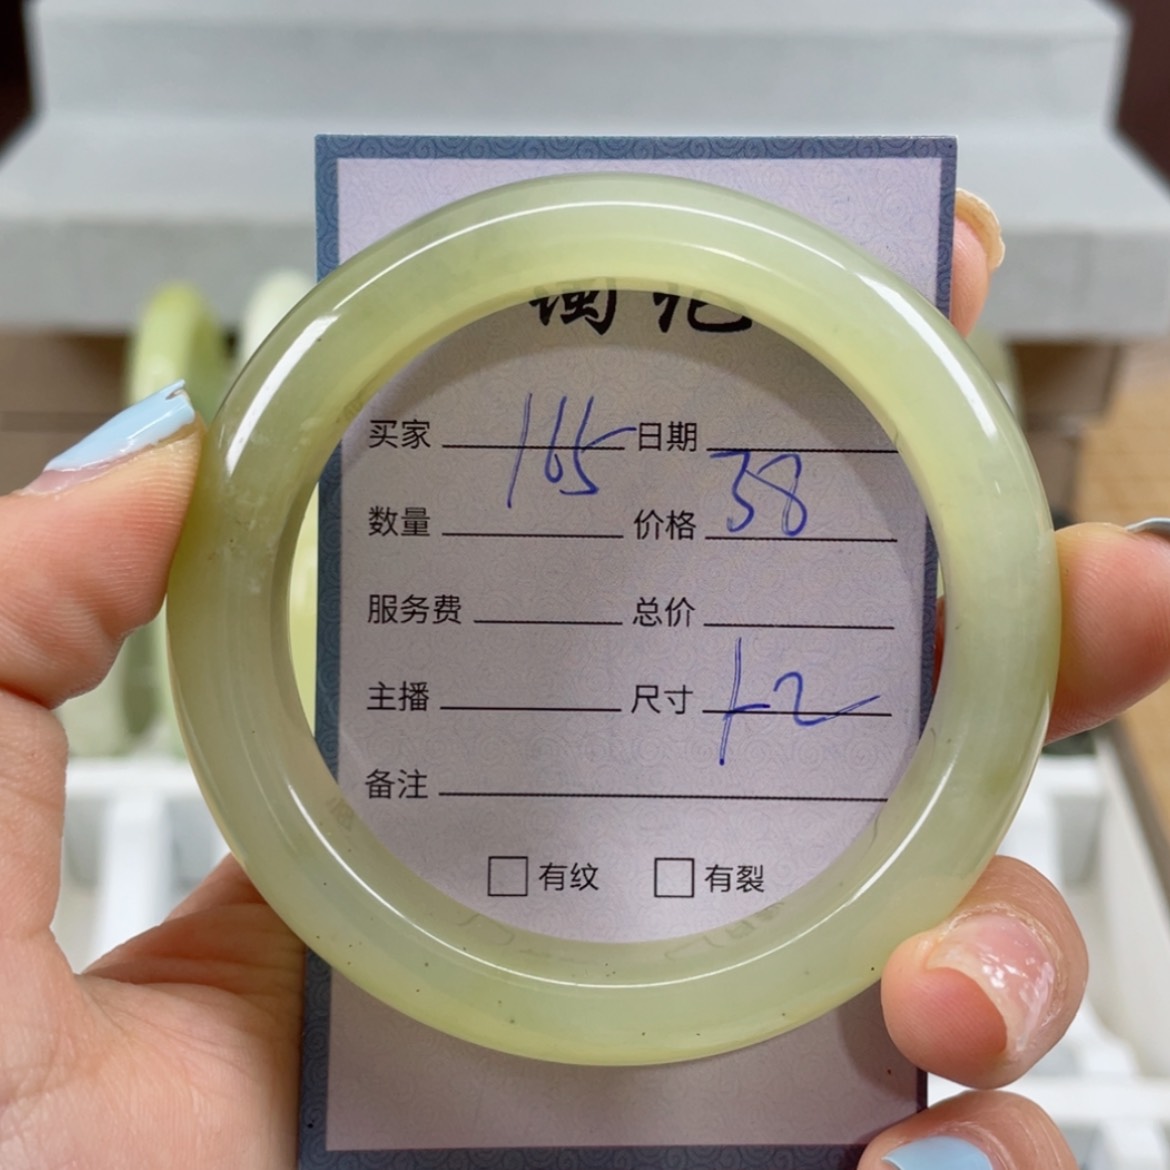 买家 165 日期
数量 价格 38
服务费 总价
主播 尺寸
备注
有纹 有裂